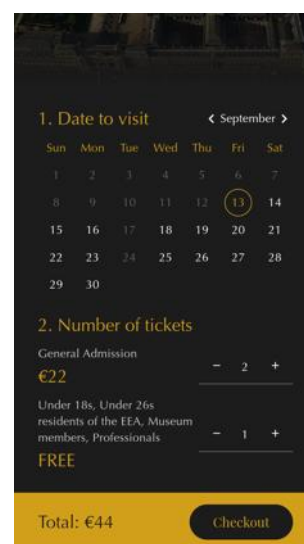 1. Date to visit
September
Sun Mon Tue Wed Thu Fri Sat
1 2 3 4 5 6 7
8 9 10 11 12 13 14
15 16 17 18 19 20 21
22 23 24 25 26 27 28
29 30
2. Number of tickets
General Admission
€22
− 2 +
Under 18s, Under 26s
residents of the EEA, Museum
members, Professionals
− 1 +
FREE
Total: €44 Checkout